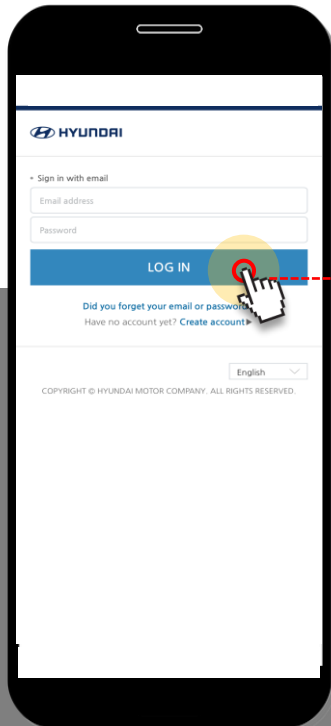 HYUNDAI
Sign in with email
Email address
Password
LOG IN
Did you forget your email or password
Have no account yet? Create account
English
COPYRIGHT © HYUNDAI MOTOR COMPANY. ALL RIGHTS RESERVED.